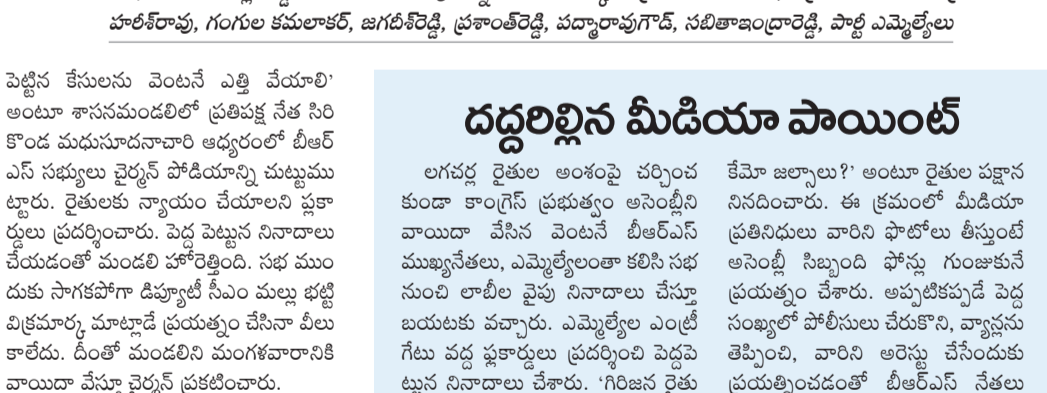 హరీశ్‌రావు, గంగుల కమలాకర్, జగదీశ్‌రెడ్డి, ప్రశాంత్‌రెడ్డి, పద్మారావుగౌడ్, సబితాఇంద్రారెడ్డి, పార్టీ ఎమ్మెల్యేలు
పెట్టిన కేసులను వెంటనే ఎత్తి వేయాలి'
అంటూ శాసనమండలిలో ప్రతిపక్ష నేత సిరి
కొండ మధుసూదనాచారి ఆధ్వరంలో బీఆర్
ఎస్ సభ్యులు చైర్మన్ పోడియాన్ని చుట్టుము
ట్టారు. రైతులకు న్యాయం చేయాలని ప్లకా
ర్డులు ప్రదర్శించారు. పెద్ద పెట్టున నినాదాలు
చేయడంతో మండలి హోరెత్తింది. సభ ముం
దుకు సాగకపోగా డిప్యూటీ సీఎం మల్లు భట్టి
విక్రమార్క మాట్లాడే ప్రయత్నం చేసినా వీలు
కాలేదు. దీంతో మండలిని మంగళవారానికి
వాయిదా వేస్తూ చైర్మన్ ప్రకటించారు.
దద్దరిల్లిన మీడియా పాయింట్
లగచర్ల రైతుల అంశంపై చర్చించ
కుండా కాంగ్రెస్ ప్రభుత్వం అసెంబ్లీని
వాయిదా వేసిన వెంటనే బీఆర్ఎస్
ముఖ్యనేతలు, ఎమ్మెల్యేలంతా కలిసి సభ
నుంచి లాబీల వైపు నినాదాలు చేస్తూ
బయటకు వచ్చారు. ఎమ్మెల్యేల ఎంట్రీ
గేటు వద్ద ఫ్లకార్డులు ప్రదర్శించి పెద్దపె
ట్టున నినాదాలు చేశారు. 'గిరిజన రైతు
కేమో జల్సాలు?' అంటూ రైతుల పక్షాన
నినదించారు. ఈ క్రమంలో మీడియా
ప్రతినిధులు వారిని ఫొటోలు తీస్తుంటే
అసెంబ్లీ సిబ్బంది ఫోన్లు గుంజుకునే
ప్రయత్నం చేశారు. అప్పటికప్పుడే పెద్ద
సంఖ్యలో పోలీసులు చేరుకొని, వ్యాన్లను
తెప్పించి, వారిని అరెస్టు చేసేందుకు
ప్రయత్నించడంతో బీఆర్ఎస్ నేతలు